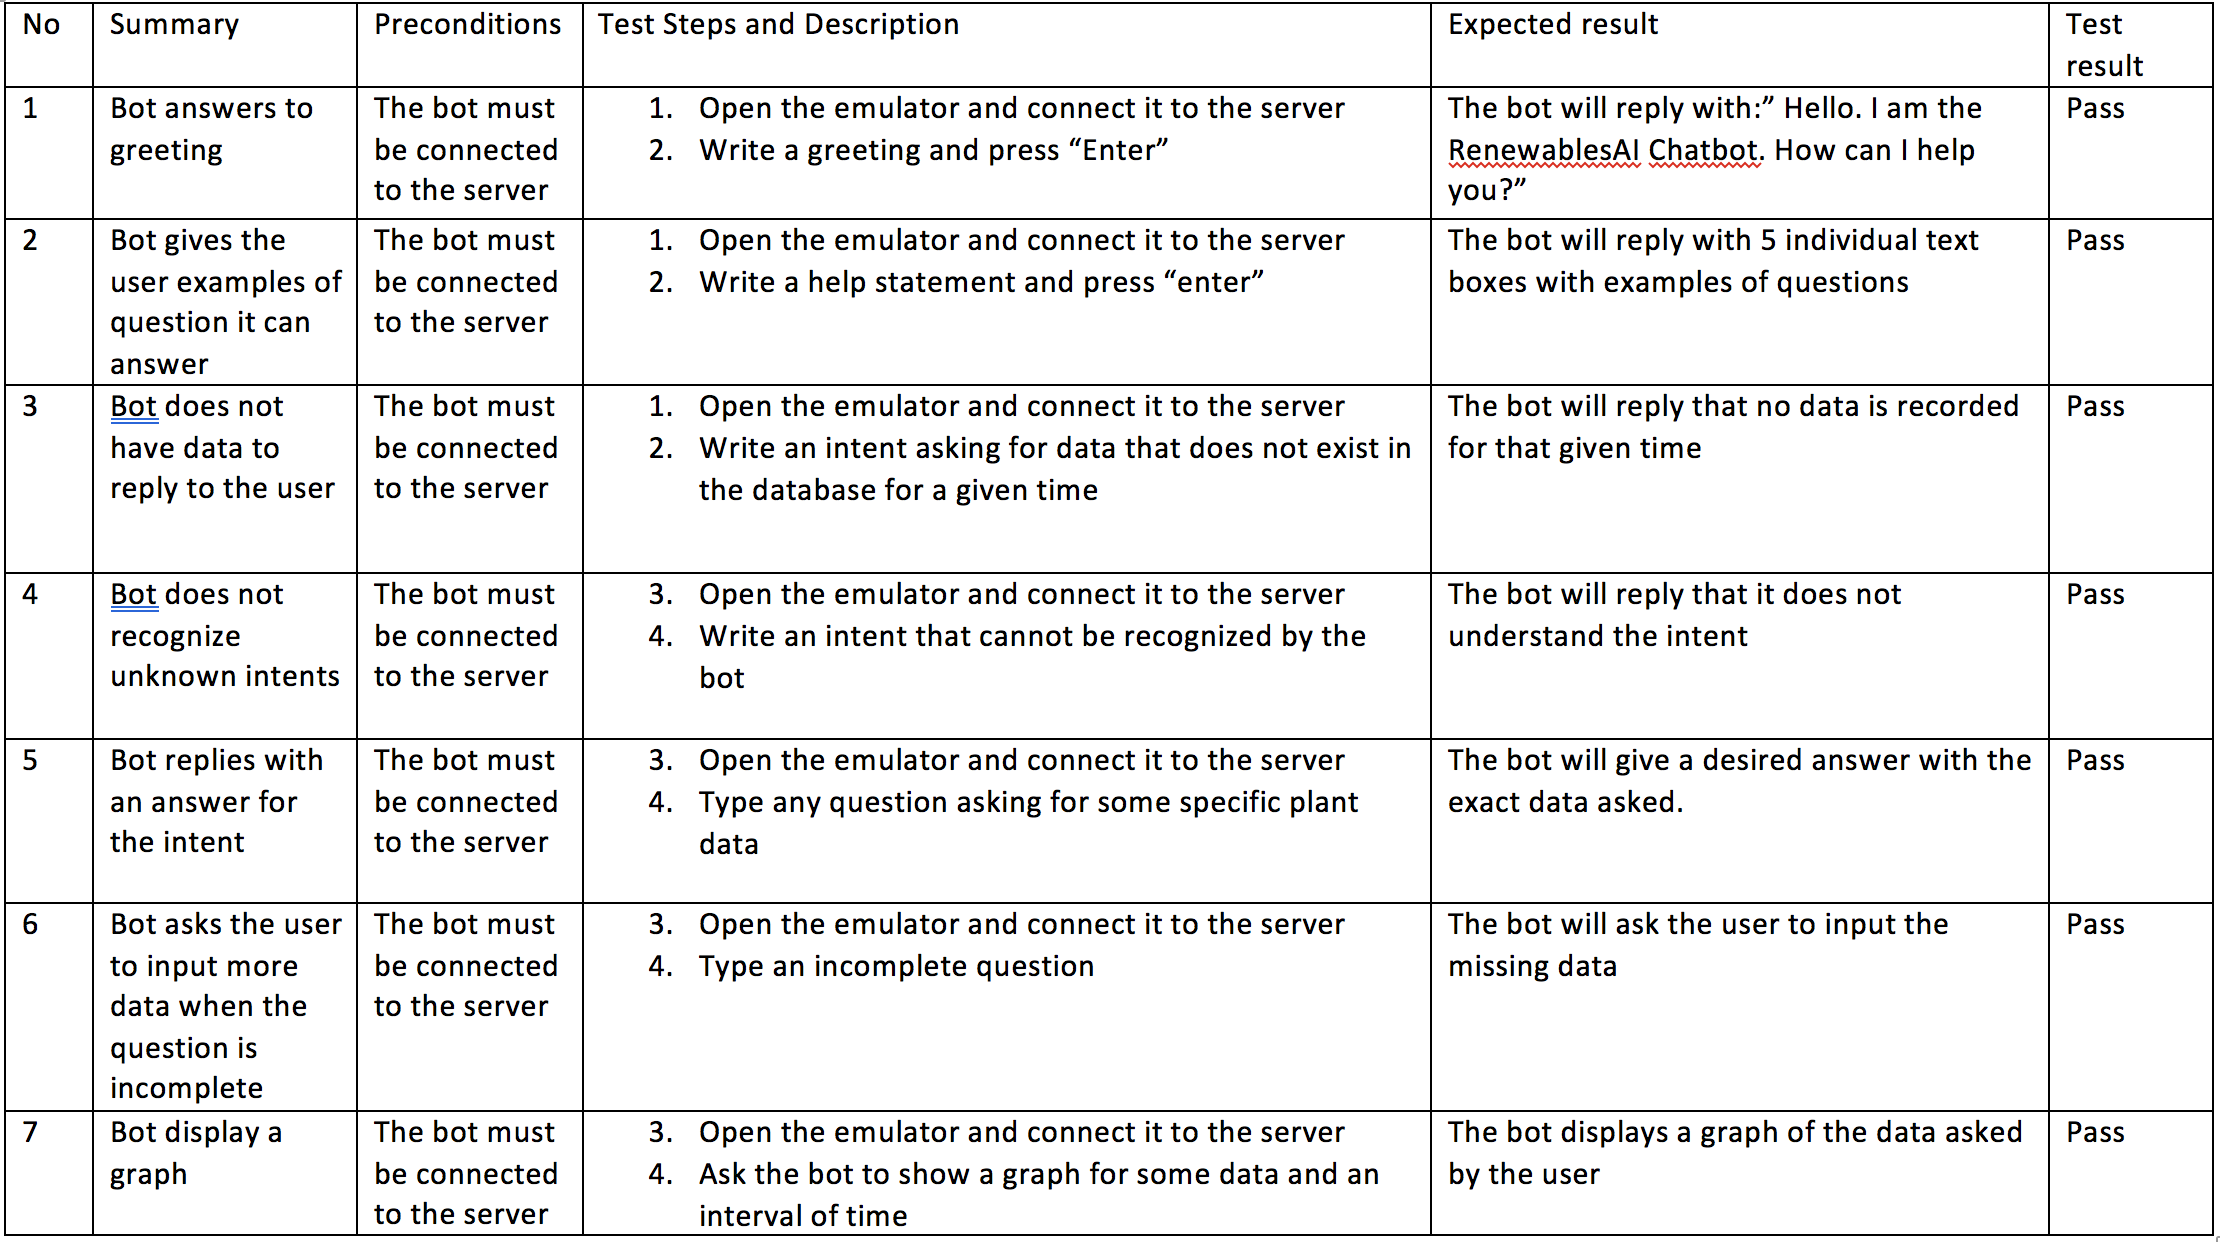 No Summary Preconditions Test Steps and Description Expected result Test
result
1 Bot answers to
greeting
The bot must
be connected
to the server
1. Open the emulator and connect it to the server
2. Write a greeting and press “Enter”
The bot will reply with:” Hello. I am the
RenewablesAI Chatbot. How can I help
you?”
Pass
2 Bot gives the
user examples of
question it can
answer
The bot must
be connected
to the server
1. Open the emulator and connect it to the server
2. Write a help statement and press “enter”
The bot will reply with 5 individual text
boxes with examples of questions
Pass
3 Bot does not
have data to
reply to the user
The bot must
be connected
to the server
1. Open the emulator and connect it to the server
2. Write an intent asking for data that does not exist in
the database for a given time
The bot will reply that no data is recorded
for that given time
Pass
4 Bot does not
recognize
unknown intents
The bot must
be connected
to the server
3. Open the emulator and connect it to the server
4. Write an intent that cannot be recognized by the
bot
The bot will reply that it does not
understand the intent
Pass
5 Bot replies with
an answer for
the intent
The bot must
be connected
to the server
3. Open the emulator and connect it to the server
4. Type any question asking for some specific plant
data
The bot will give a desired answer with the
exact data asked.
Pass
6 Bot asks the user
to input more
data when the
question is
incomplete
The bot must
be connected
to the server
3. Open the emulator and connect it to the server
4. Type an incomplete question
The bot will ask the user to input the
missing data
Pass
7 Bot display a
graph
The bot must
be connected
to the server
3. Open the emulator and connect it to the server
4. Ask the bot to show a graph for some data and an
interval of time
The bot displays a graph of the data asked
by the user
Pass